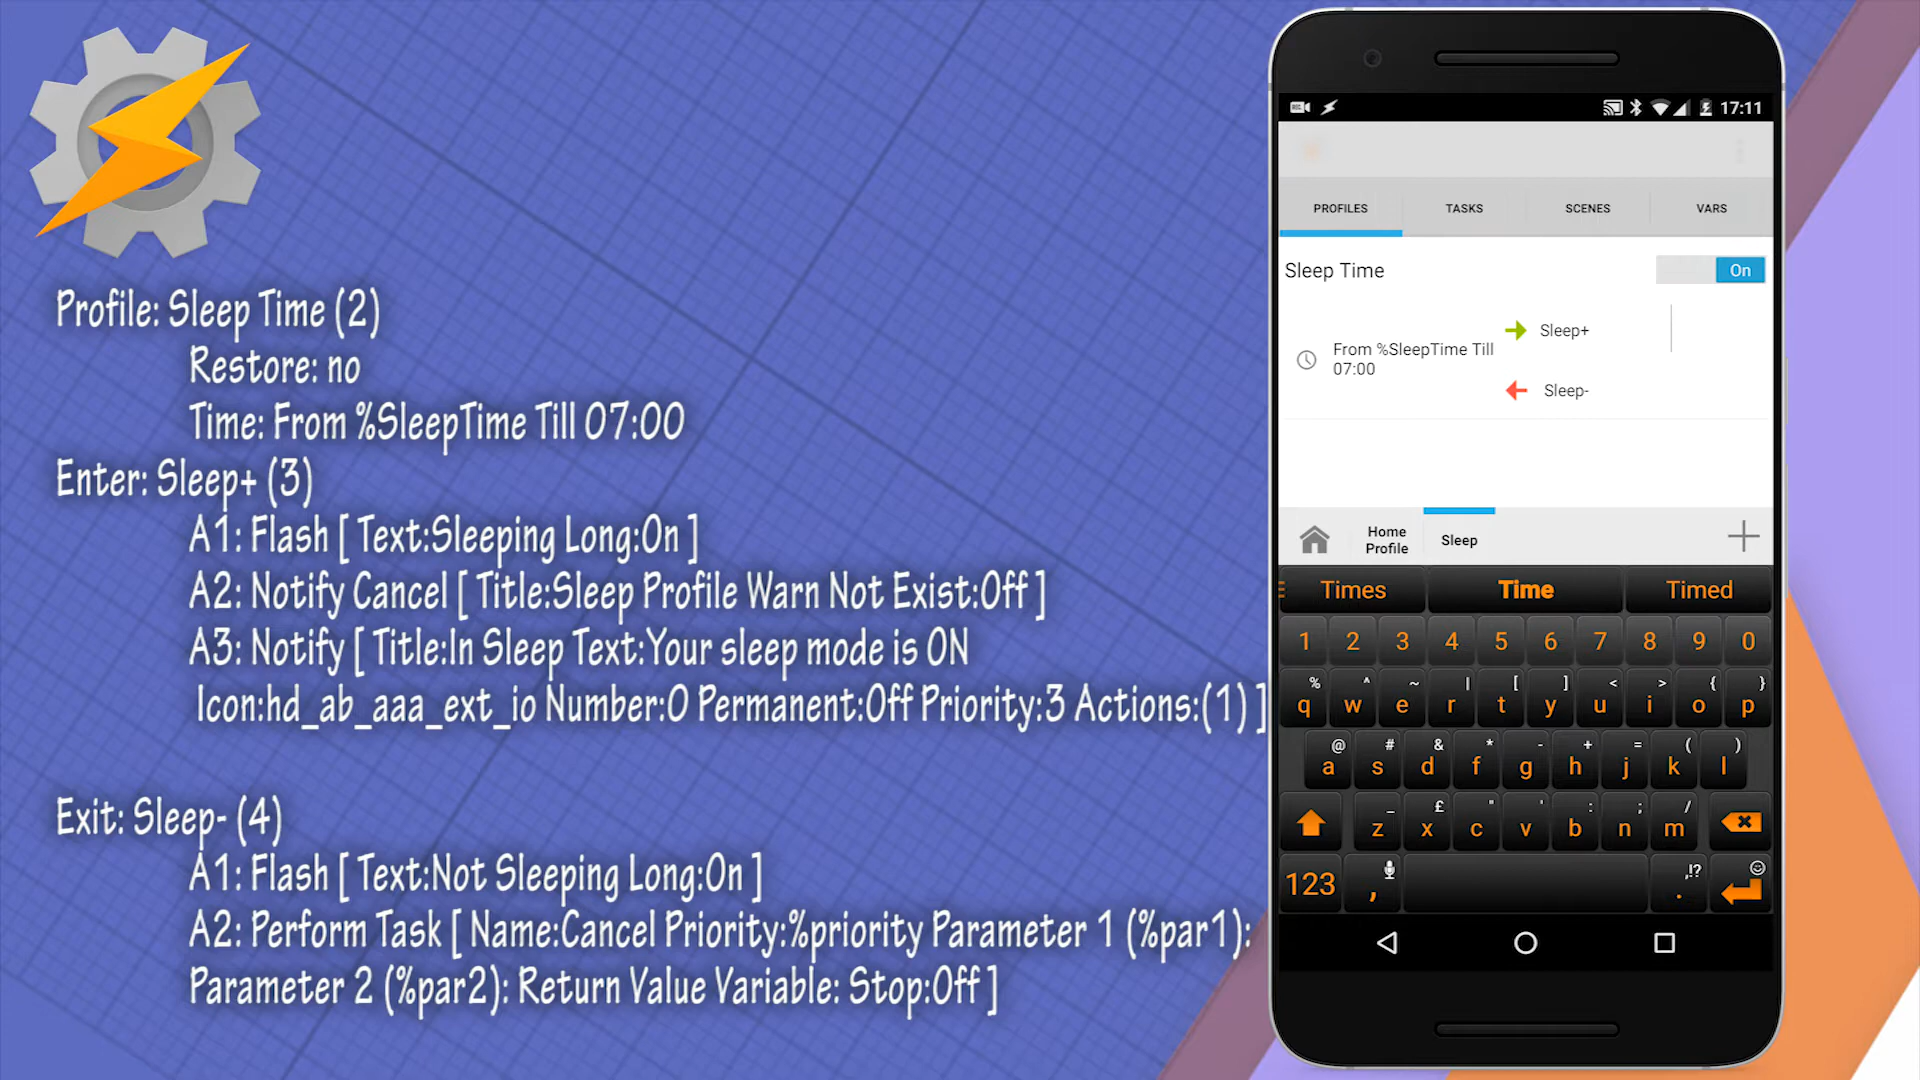 Profile: Sleep Time (2)
Restore: no
Time: From %SleepTime Till 07:00
Enter: Sleep+ (3)
A1: Flash [ Text:Sleeping Long:On ]
A2: Notify Cancel [ Title:Sleep Profile Warn Not Exist:Off ]
A3: Notify [ Title:In Sleep Text:Your sleep mode is ON
Icon:hd_ab_aaa_ext_io Number:0 Permanent:Off Priority:3 Actions:(1) ]
Exit: Sleep- (4)
A1: Flash [ Text:Not Sleeping Long:On ]
A2: Perform Task [ Name:Cancel Priority:%priority Parameter 1 (%par1):
Parameter 2 (%par2): Return Value Variable: Stop:Off ]
17:11
PROFILES TASKS SCENES VARS
Sleep Time On
Sleep+
From %SleepTime Till
07:00
Sleep-
Home
Profile
Sleep
Times Time Timed
1 2 3 4 5 6 7 8 9 0
% ^ ~ | [ ] < > { }
q w e r t y u i o p
@ # & * - + = ( )
a s d f g h j k l
_ £ " ' : ; /
z x c v b n m
,!?
123 , .